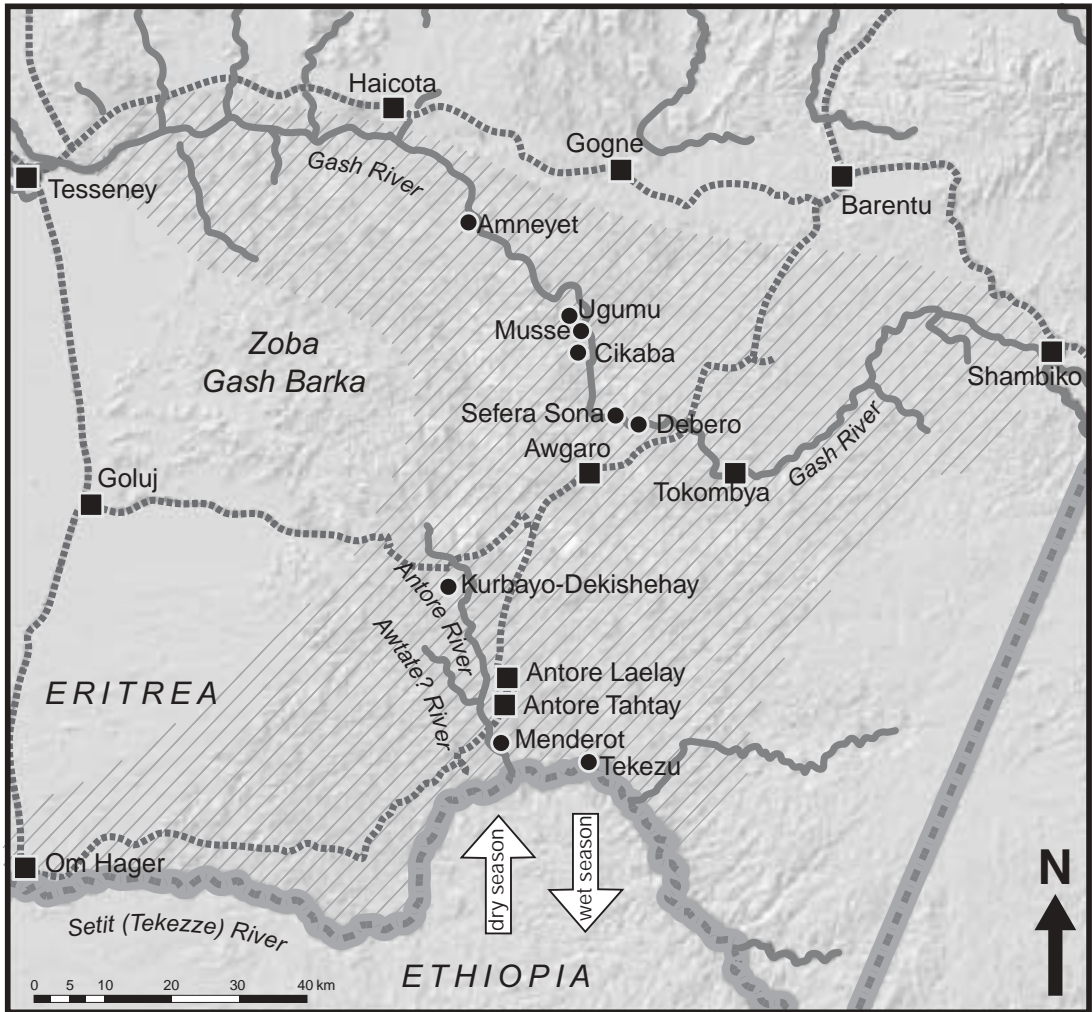 Haicota
Gogne
Gash River
Tesseney
Barentu
Amneyet
Ugumu
Musse
Zoba
Gash Barka
Cikaba
Shambiko
Sefera Sona
Debero
Gash River
Awgaro
Tokombya
Goluj
Antore River
Kurbayo-Dekishehay
Awtate? River
Antore Laelay
ERITREA
Antore Tahtay
Menderot
Tekezu
dry season
wet season
Om Hager
N
Setit (Tekezze) River
ETHIOPIA
0 5 10 20 30 40 km